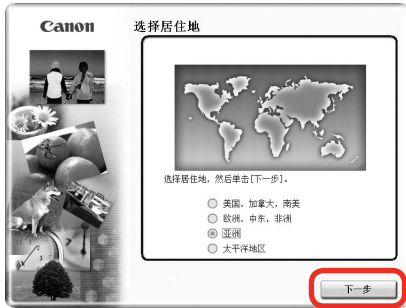 Canon
选择居住地
选择居住地，然后单击[下一步]。
美国，加拿大，南美
欧洲，中东，非洲
亚洲
太平洋地区
下一步